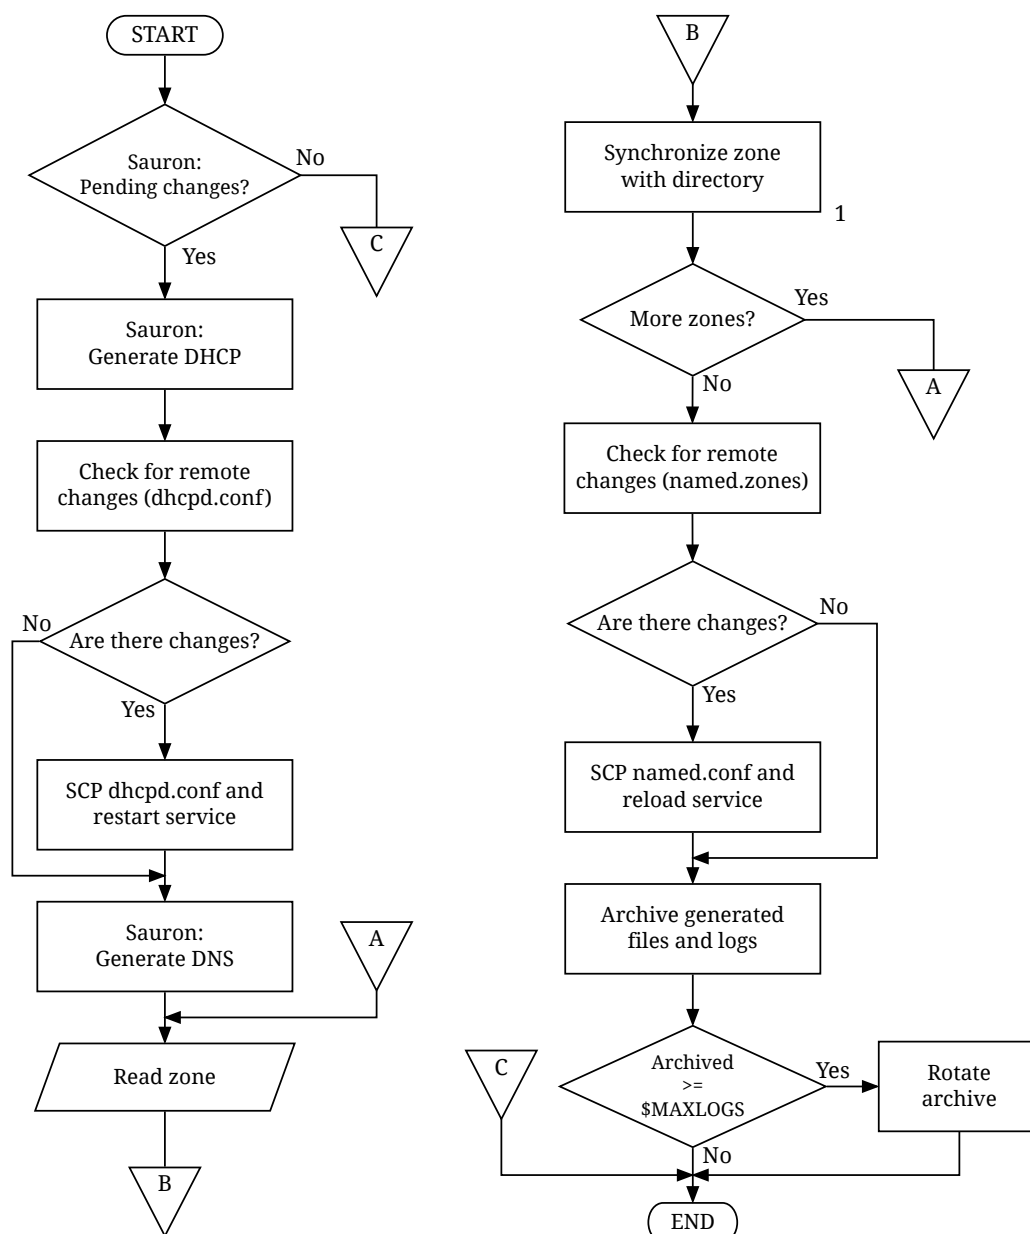 START
Sauron:
Pending changes?
No
C
Yes
Sauron:
Generate DHCP
Check for remote
changes (dhcpd.conf)
No
Are there changes?
Yes
SCP dhcpd.conf and
restart service
Sauron:
Generate DNS
A
Read zone
B
B
Synchronize zone
with directory
1
More zones?
Yes
A
No
Check for remote
changes (named.zones)
Are there changes?
No
Yes
SCP named.conf and
reload service
Archive generated
files and logs
C
Archived
>=
$MAXLOGS
Yes
Rotate
archive
No
END